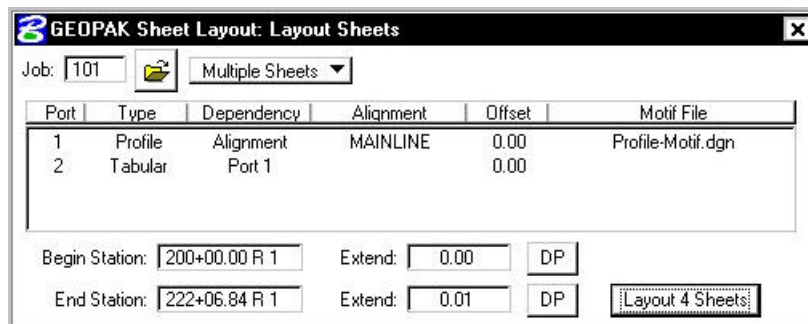 GEOPAK Sheet Layout: Layout Sheets
Job: 101 Multiple Sheets
Port Type Dependency Alignment Offset Motif File
1 Profile Alignment MAINLINE 0.00 Profile-Motif.dgn
2 Tabular Port 1 0.00
Begin Station: 200+00.00 R 1 Extend: 0.00 DP
End Station: 222+06.84 R 1 Extend: 0.01 DP Layout 4 Sheets